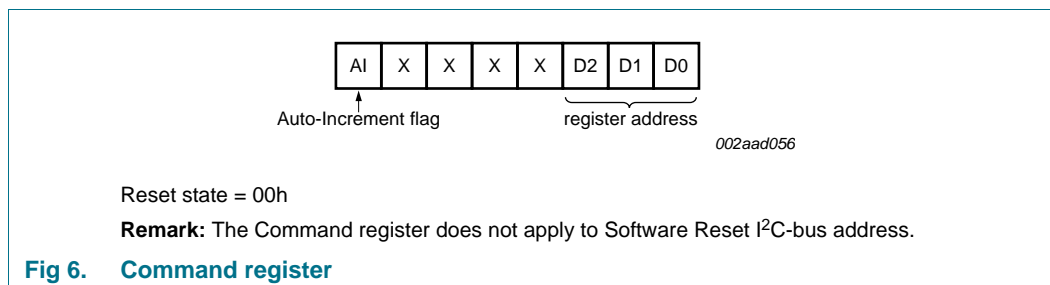 AI X X X X D2 D1 D0
Auto-Increment flag register address
002aad056
Reset state = 00h
Remark: The Command register does not apply to Software Reset I²C-bus address.
Fig 6. Command register